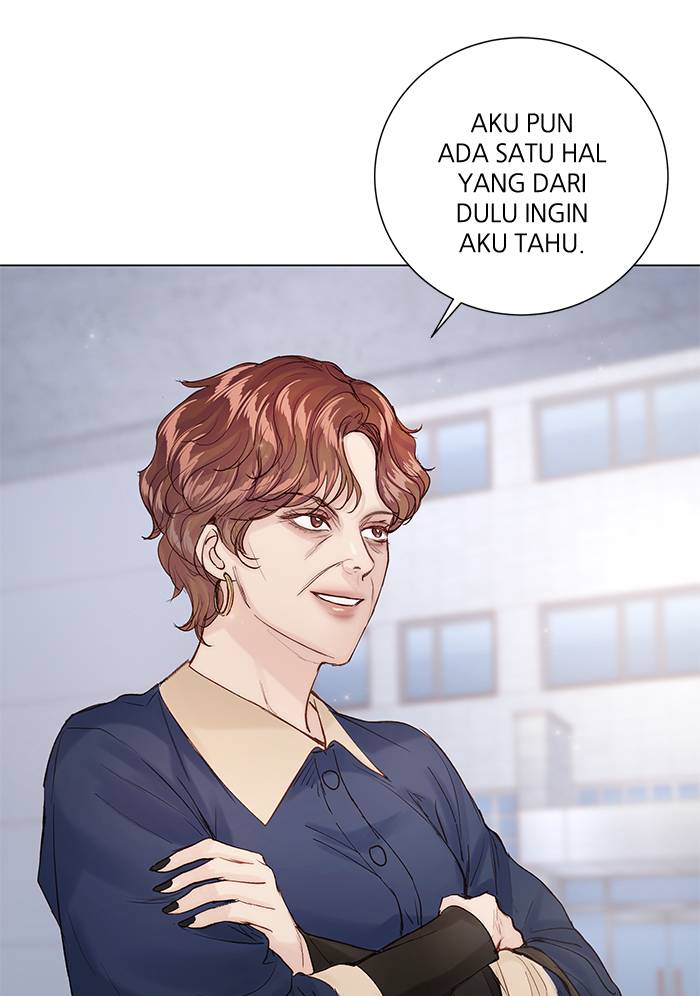 AKU PUN
ADA SATU HAL
YANG DARI
DULU INGIN
AKU TAHU.